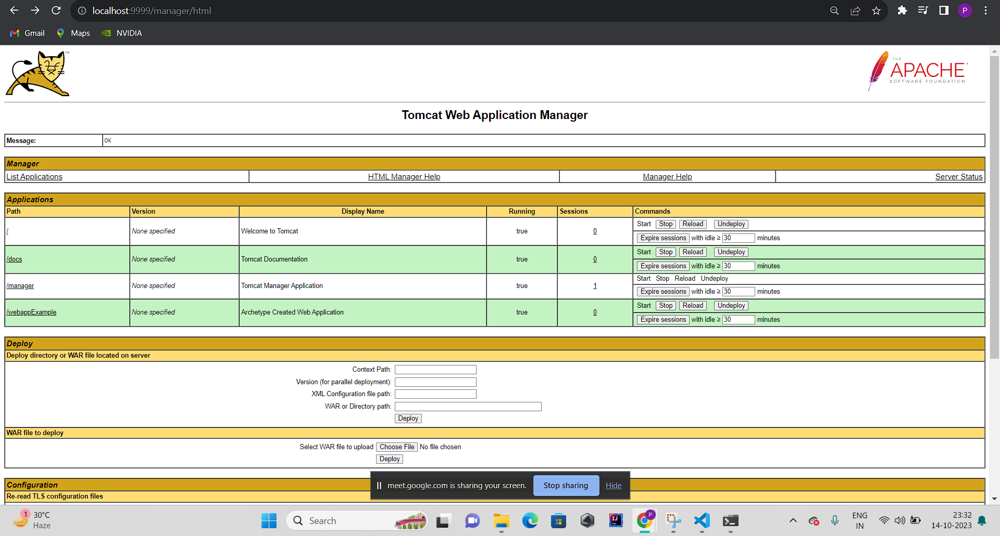 localhost:9999/manager/html
P
Gmail Maps NVIDIA
TM
THE
APACHE
SOFTWARE FOUNDATION
Tomcat Web Application Manager
Message: OK
Manager
List Applications HTML Manager Help Manager Help Server Status
Applications
Path Version Display Name Running Sessions Commands
/ None specified Welcome to Tomcat true 0 Start Stop Reload Undeploy
Expire sessions with idle ≥ 30 minutes
/docs None specified Tomcat Documentation true 0 Start Stop Reload Undeploy
Expire sessions with idle ≥ 30 minutes
/manager None specified Tomcat Manager Application true 1 Start Stop Reload Undeploy
Expire sessions with idle ≥ 30 minutes
/webappExample None specified Archetype Created Web Application true 0 Start Stop Reload Undeploy
Expire sessions with idle ≥ 30 minutes
Deploy
Deploy directory or WAR file located on server
Context Path:
Version (for parallel deployment):
XML Configuration file path:
WAR or Directory path:
Deploy
WAR file to deploy
Select WAR file to upload Choose File No file chosen
Deploy
Configuration
Re-read TLS configuration files
meet.google.com is sharing your screen. Stop sharing Hide
1
30°C
Haze
Search
IJ
P
ENG
IN
23:32
14-10-2023